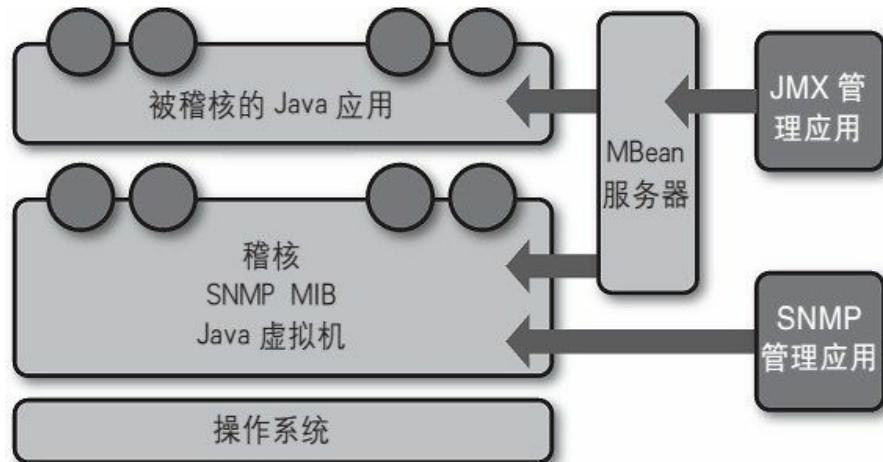 被稽核的 Java 应用
MBean
服务器
JMX 管
理应用
稽核
SNMP MIB
Java 虚拟机
SNMP
管理应用
操作系统